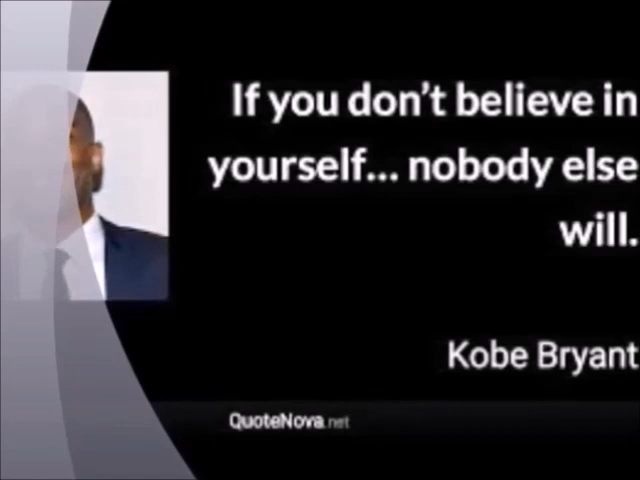 If you don't believe in
yourself... nobody else
will.
Kobe Bryant
QuoteNova.net